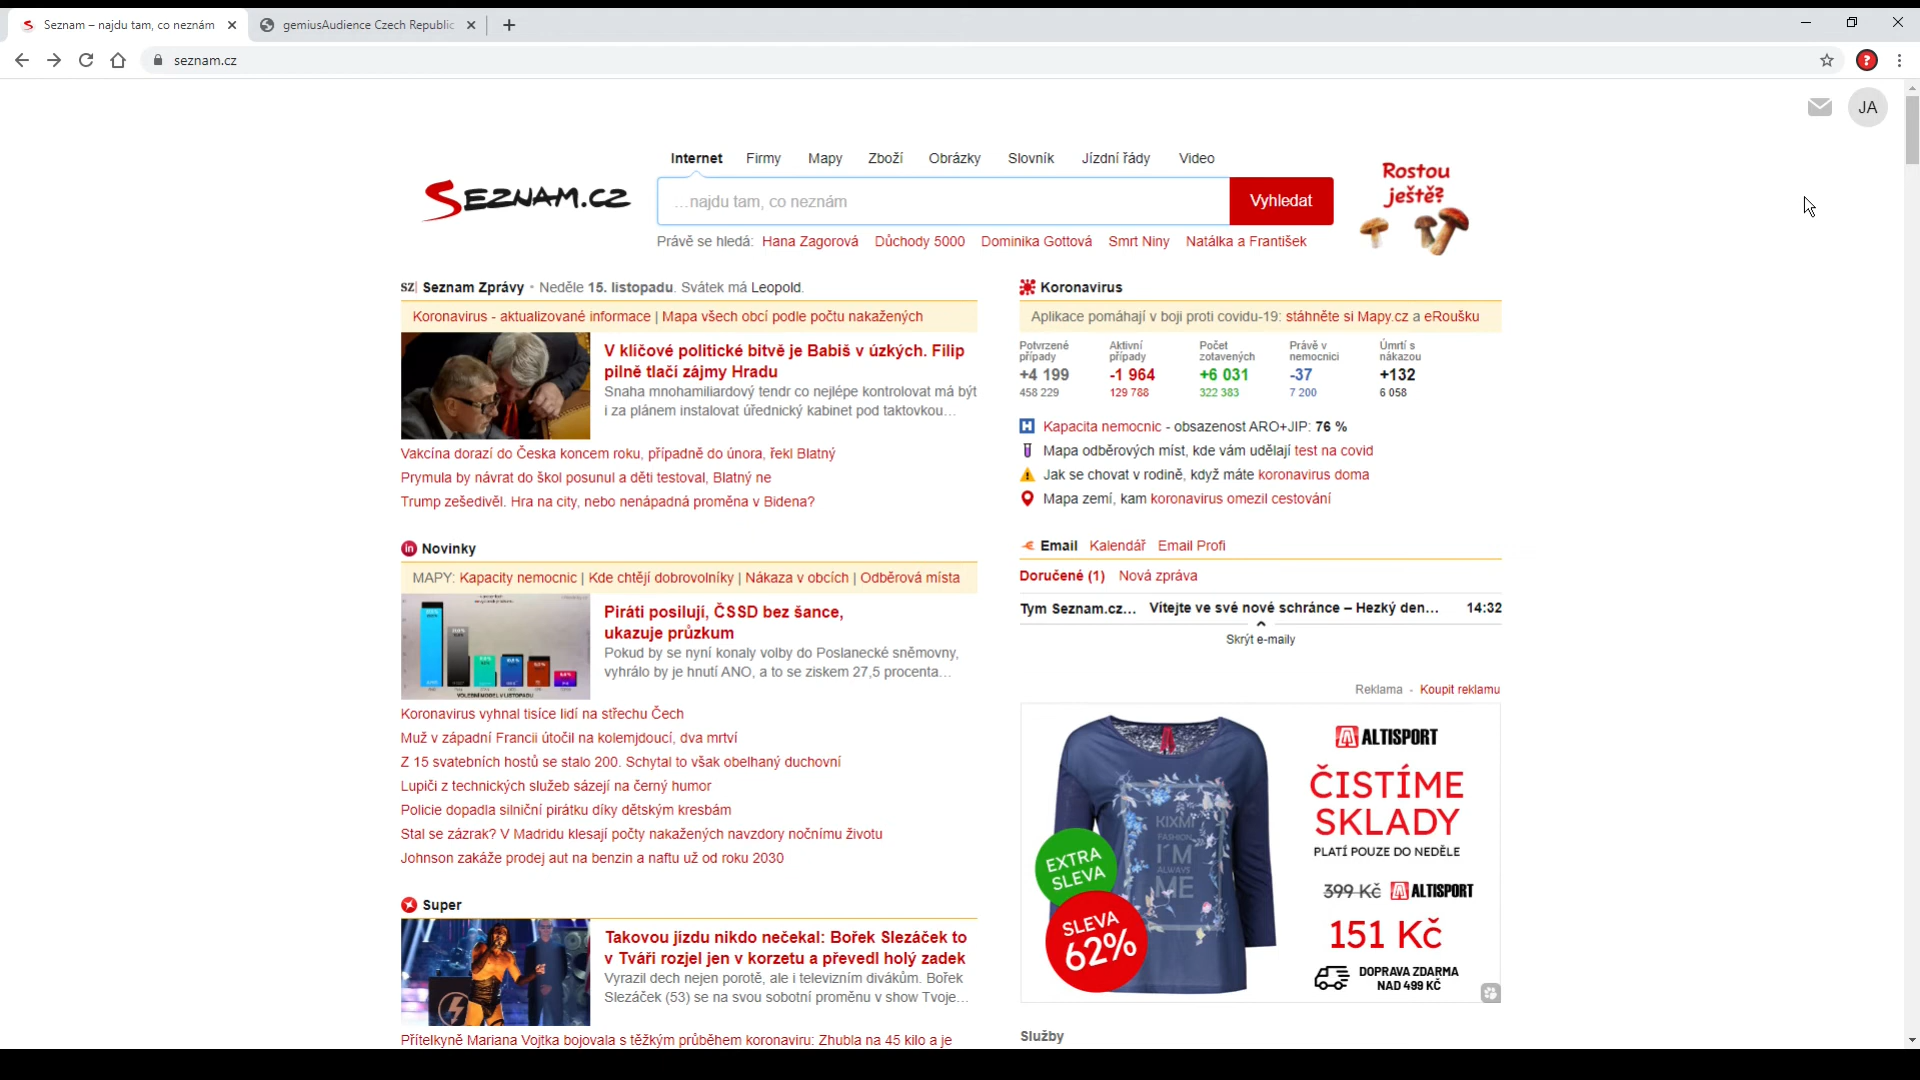 Seznam – najdu tam, co neznám
gemiusAudience Czech Republic
seznam.cz
JA
Internet Firmy Mapy Zboží Obrázky Slovník Jízdní řády Video
SEZNAM.CZ
...najdu tam, co neznám
Vyhledat
Rostou
ještě?
Právě se hledá: Hana Zagorová Důchody 5000 Dominika Gottová Smrt Niny Natálka a František
SZ| Seznam Zprávy • Neděle 15. listopadu. Svátek má Leopold.
Koronavirus - aktualizované informace | Mapa všech obcí podle počtu nakažených
V klíčové politické bitvě je Babiš v úzkých. Filip
pilně tlačí zájmy Hradu
Snaha mnohamiliardový tendr co nejlépe kontrolovat má být
i za plánem instalovat úřednický kabinet pod taktovkou...
Vakcína dorazí do Česka koncem roku, případně do února, řekl Blatný
Prymula by návrat do škol posunul a děti testoval, Blatný ne
Trump zešedivěl. Hra na city, nebo nenápadná proměna v Bidena?
Novinky
MAPY: Kapacity nemocnic | Kde chtějí dobrovolníky | Nákaza v obcích | Odběrová místa
VOLEBNÍ MODEL V LISTOPADU
Piráti posilují, ČSSD bez šance,
ukazuje průzkum
Pokud by se nyní konaly volby do Poslanecké sněmovny,
vyhrálo by je hnutí ANO, a to se ziskem 27,5 procenta...
Koronavirus vyhnal tisíce lidí na střechu Čech
Muž v západní Francii útočil na kolemjdoucí, dva mrtví
Z 15 svatebních hostů se stalo 200. Schytal to však obelhaný duchovní
Lupiči z technických služeb sázejí na černý humor
Policie dopadla silniční pirátku díky dětským kresbám
Stal se zázrak? V Madridu klesají počty nakažených navzdory nočnímu životu
Johnson zakáže prodej aut na benzin a naftu už od roku 2030
Super
Takovou jízdu nikdo nečekal: Bořek Slezáček to
v Tváři rozjel jen v korzetu a převedl holý zadek
Vyrazil dech nejen porotě, ale i televizním divákům. Bořek
Slezáček (53) se na svou sobotní proměnu v show Tvoje...
Přítelkyně Mariana Vojtka bojovala s těžkým průběhem koronaviru: Zhubla na 45 kilo a je
Koronavirus
Aplikace pomáhají v boji proti covidu-19: stáhněte si Mapy.cz a eRoušku
Potvrzené Aktivní Počet Právě v Úmrtí s
případy případy zotavených nemocnici nákazou
+4 199 -1 964 +6 031 -37 +132
458 229 129 788 322 383 7 200 6 058
H Kapacita nemocnic - obsazenost ARO+JIP: 76 %
Mapa odběrových míst, kde vám udělají test na covid
Jak se chovat v rodině, když máte koronavirus doma
Mapa zemí, kam koronavirus omezil cestování
Email Kalendář Email Profi
Doručené (1) Nová zpráva
Tym Seznam.cz... Vítejte ve své nové schránce – Hezký den... 14:32
Skrýt e-maily
Reklama - Koupit reklamu
ALTISPORT
ČISTÍME
SKLADY
PLATÍ POUZE DO NEDĚLE
399 Kč ALTISPORT
151 Kč
DOPRAVA ZDARMA
NAD 499 KČ
KIXMI
FASHION
I'M
ALWAYS
ME
EXTRA
SLEVA
SLEVA
62%
Služby